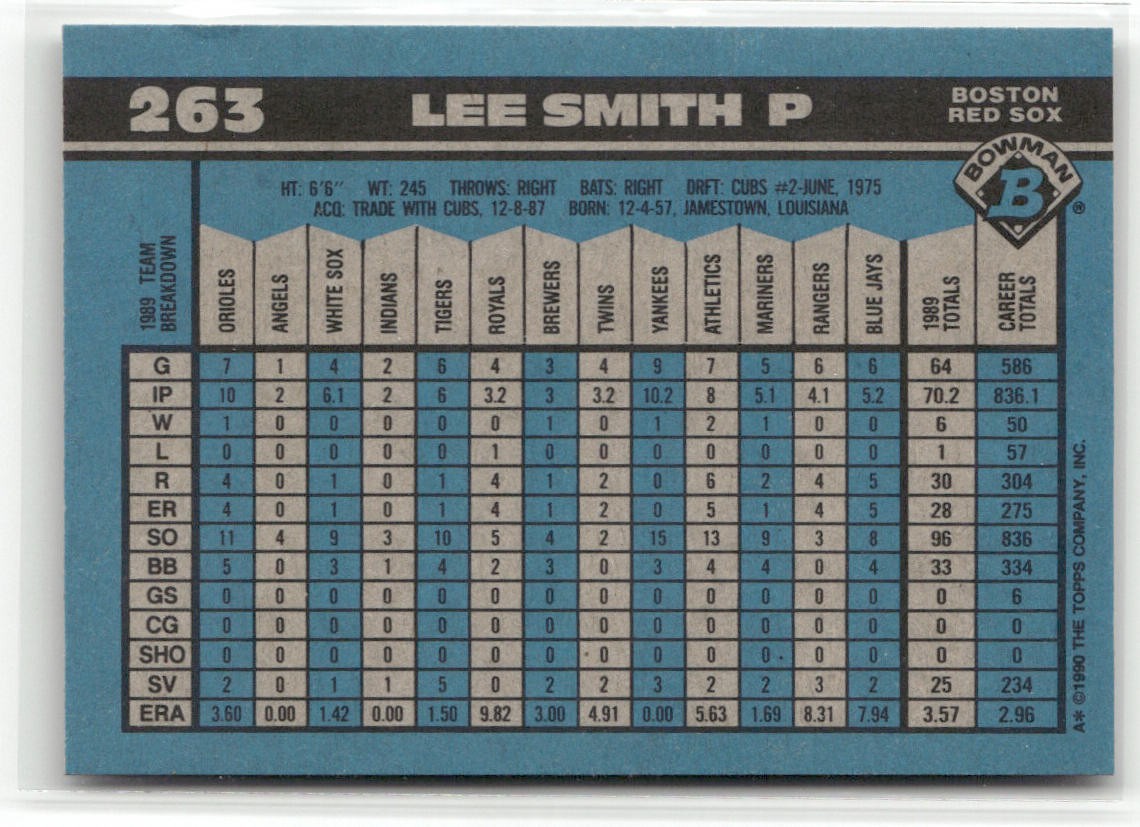 263 LEE SMITH P BOSTON RED SOX
BOWMAN
B ®
HT: 6'6" WT: 245 THROWS: RIGHT BATS: RIGHT DRFT: CUBS #2-JUNE, 1975
ACQ: TRADE WITH CUBS, 12-8-87 BORN: 12-4-57, JAMESTOWN, LOUISIANA
1989 TEAM BREAKDOWN ORIOLES ANGELS WHITE SOX INDIANS TIGERS ROYALS BREWERS TWINS YANKEES ATHLETICS MARINERS RANGERS BLUE JAYS 1989 TOTALS CAREER TOTALS
G 7 1 4 2 6 4 3 4 9 7 5 6 6 64 586
IP 10 2 6.1 2 6 3.2 3 3.2 10.2 8 5.1 4.1 5.2 70.2 836.1
W 1 0 0 0 0 0 1 0 1 2 1 0 0 6 50
L 0 0 0 0 0 1 0 0 0 0 0 0 0 1 57
R 4 0 1 0 1 4 1 2 0 6 2 4 5 30 304
ER 4 0 1 0 1 4 1 2 0 5 1 4 5 28 275
SO 11 4 9 3 10 5 4 2 15 13 9 3 8 96 836
BB 5 0 3 1 4 2 3 0 3 4 4 0 4 33 334
GS 0 0 0 0 0 0 0 0 0 0 0 0 0 0 6
CG 0 0 0 0 0 0 0 0 0 0 0 0 0 0 0
SHO 0 0 0 0 0 0 0 0 0 0 0 0 0 0 0
SV 2 0 1 1 5 0 2 2 3 2 2 3 2 25 234
ERA 3.60 0.00 1.42 0.00 1.50 9.82 3.00 4.91 0.00 5.63 1.69 8.31 7.94 3.57 2.96
A* ©1990 THE TOPPS COMPANY, INC.